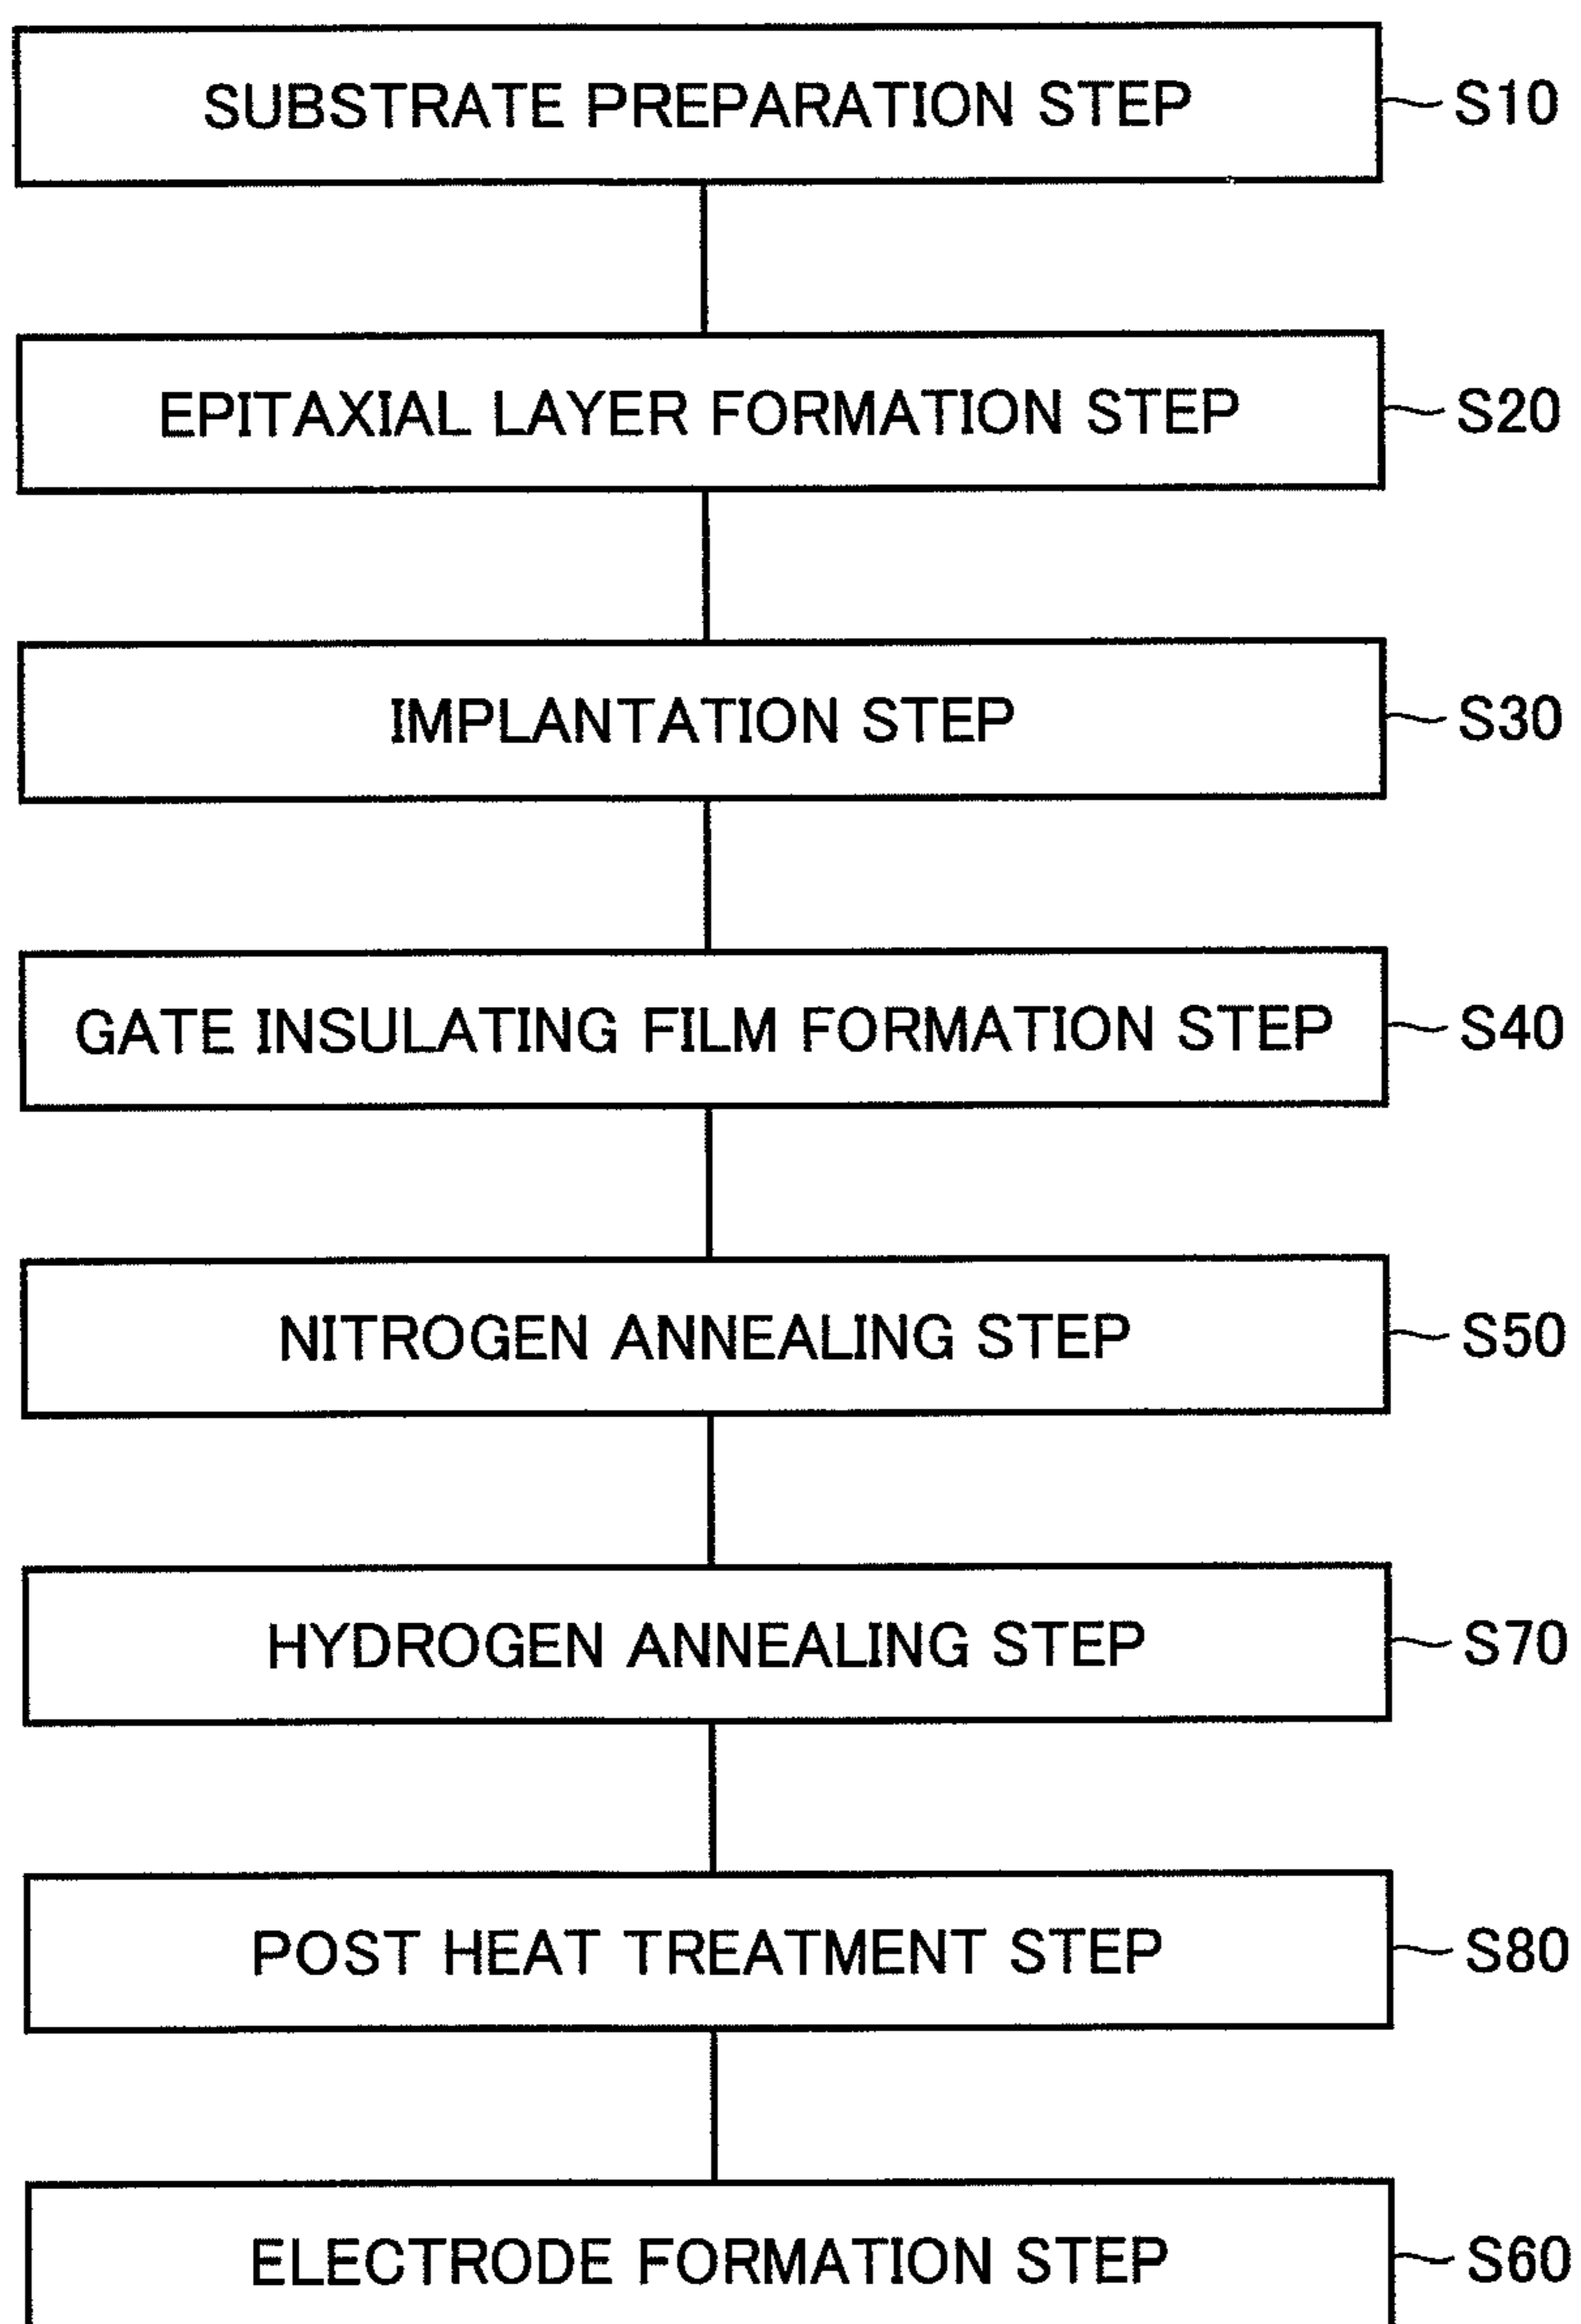 SUBSTRATE PREPARATION STEP S10
EPITAXIAL LAYER FORMATION STEP S20
IMPLANTATION STEP S30
GATE INSULATING FILM FORMATION STEP S40
NITROGEN ANNEALING STEP S50
HYDROGEN ANNEALING STEP S70
POST HEAT TREATMENT STEP S80
ELECTRODE FORMATION STEP S60